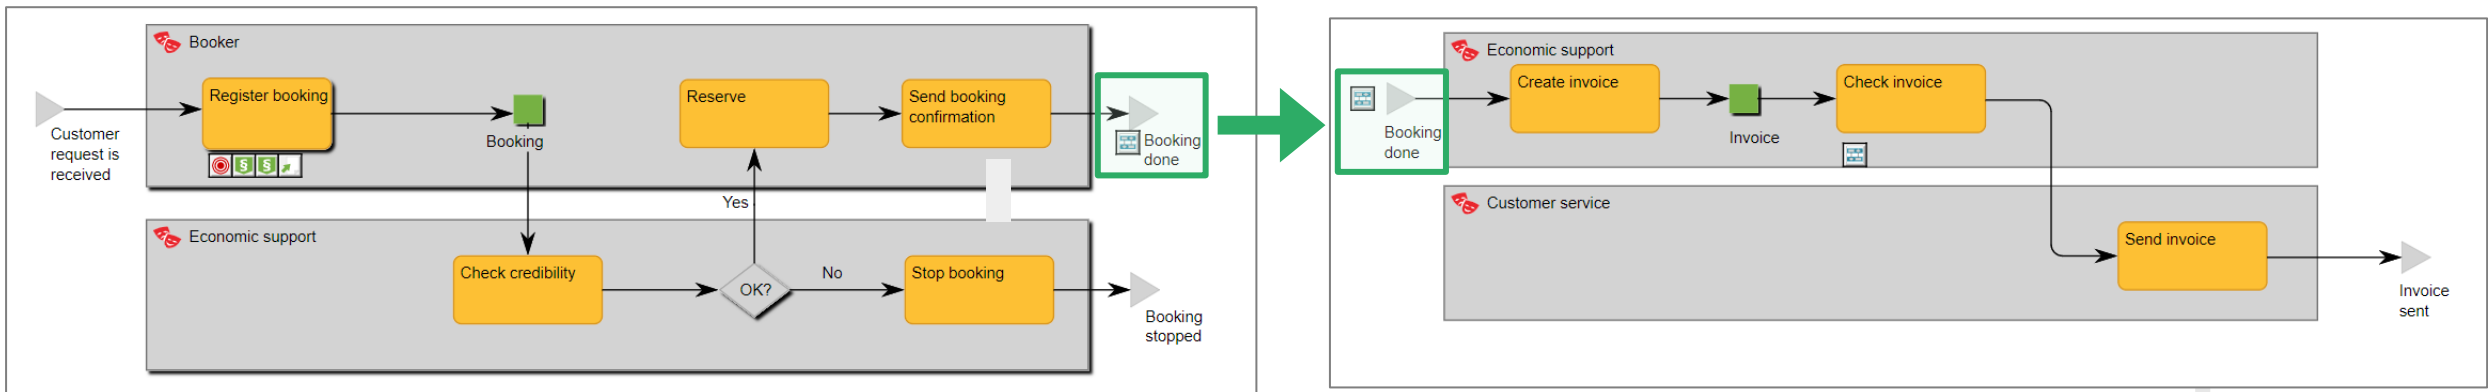 Booker
Register booking
Customer
request is
received
§ §
Booking
Reserve
Send booking
confirmation
Booking
done
Yes
Economic support
Check credibility
OK?
No
Stop booking
Booking
stopped
Economic support
Booking
done
Create invoice
Invoice
Check invoice
Customer service
Send invoice
Invoice
sent